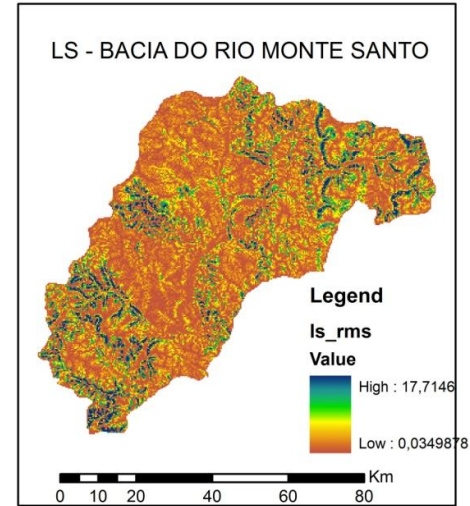 LS - BACIA DO RIO MONTE SANTO
Legend
ls_rms
Value
High : 17,7146
Low : 0,0349878
Km
0 10 20 40 60 80